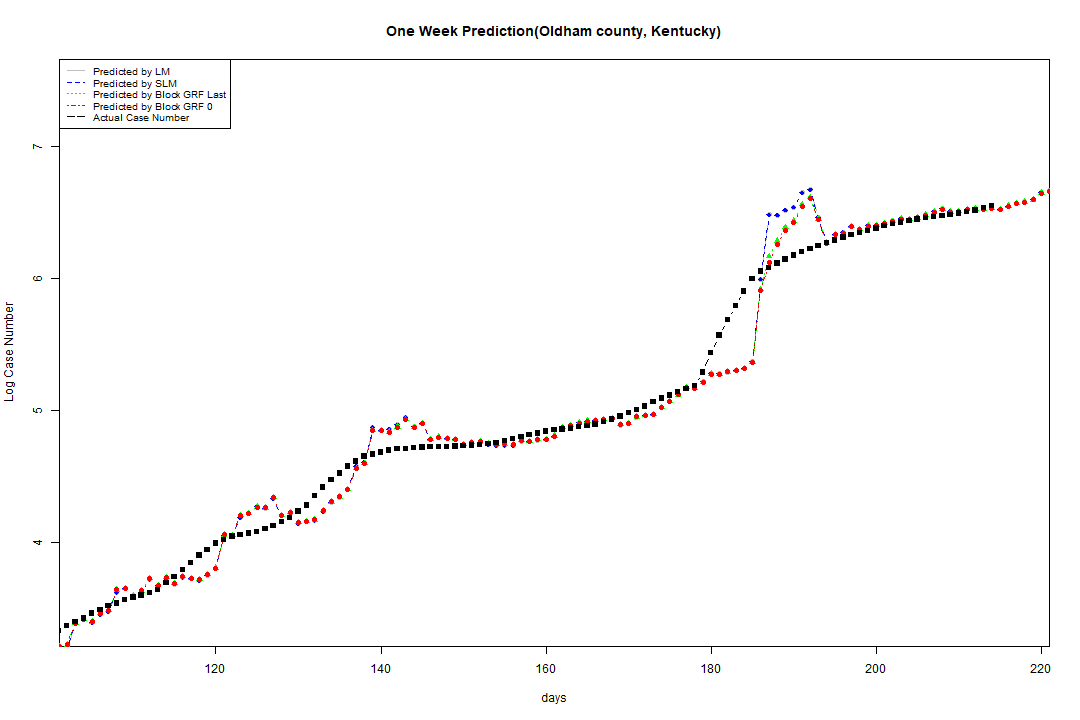 One Week Prediction(Oldham county, Kentucky)
Predicted by LM
Predicted by SLM
Predicted by Block GRF Last
Predicted by Block GRF 0
Actual Case Number
7
6
5
4
Log Case Number
120 140 160 180 200 220
days